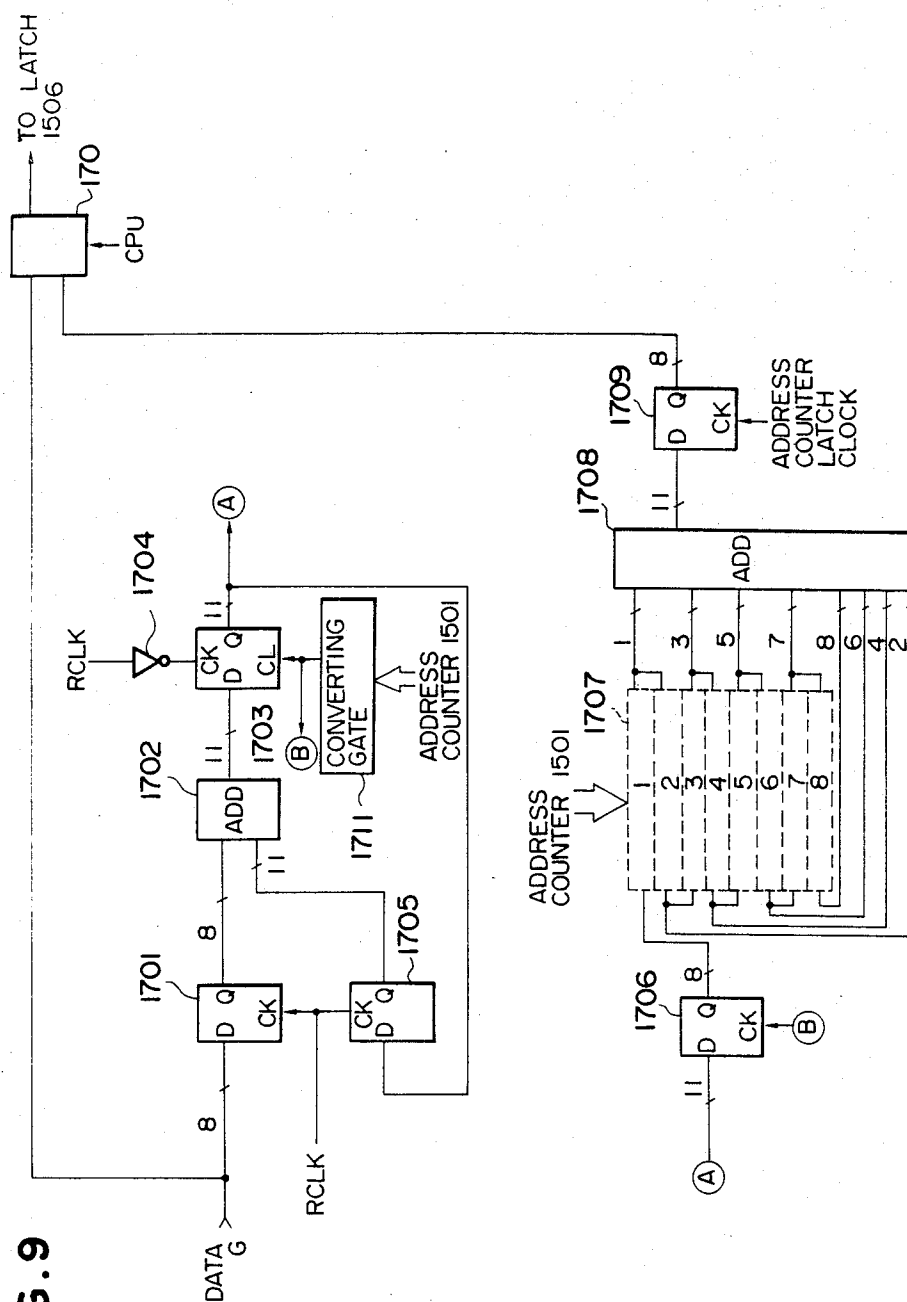 G.9
DATA
G
8
1701
D
Q
CK
RCLK
8
1702
ADD
11
1705
CK
D
Q
11
RCLK
1704
CK
D
Q
CL
1703
11
A
B
CONVERTING
GATE
1711
ADDRESS
COUNTER 1501
TO LATCH
1506
170
CPU
A
11
1706
D
Q
CK
B
8
ADDRESS
COUNTER 1501
1707
1
2
3
4
5
6
7
8
1
3
5
7
8
6
4
2
1708
ADD
11
1709
D
Q
CK
8
ADDRESS
COUNTER
LATCH
CLOCK